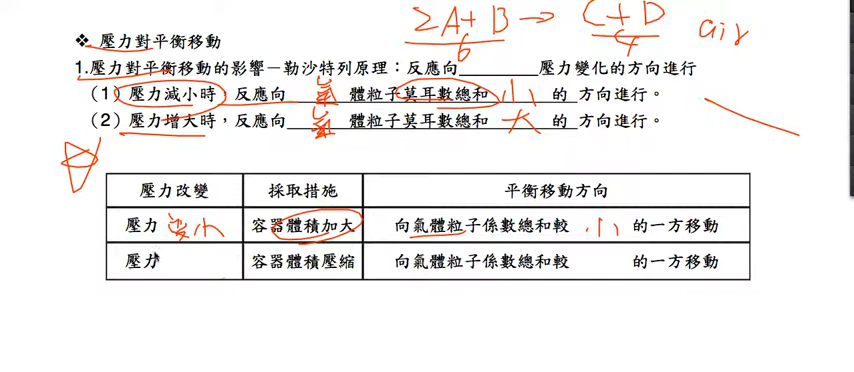 2A+B→ C+D air
6 4
❖ 壓力對平衡移動
1.壓力對平衡移動的影響－勒沙特列原理：反應向________壓力變化的方向進行
(1) 壓力減小時，反應向 氣 體粒子莫耳數總和 小 的 方向進行。
(2) 壓力增大時，反應向 氣 體粒子莫耳數總和 大 的 方向進行。
壓力改變 採取措施 平衡移動方向
壓力 變小 容器體積加大 向氣體粒子係數總和較 小 的一方移動
壓力 容器體積壓縮 向氣體粒子係數總和較 的一方移動